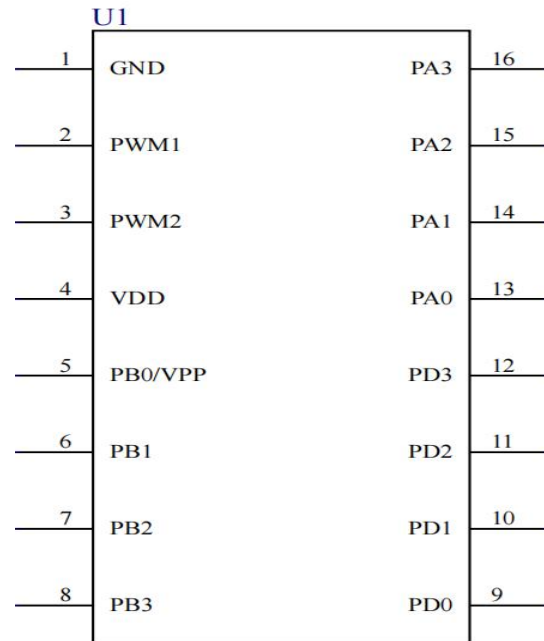 U1
1 GND PA3 16
2 PWM1 PA2 15
3 PWM2 PA1 14
4 VDD PA0 13
5 PB0/VPP PD3 12
6 PB1 PD2 11
7 PB2 PD1 10
8 PB3 PD0 9